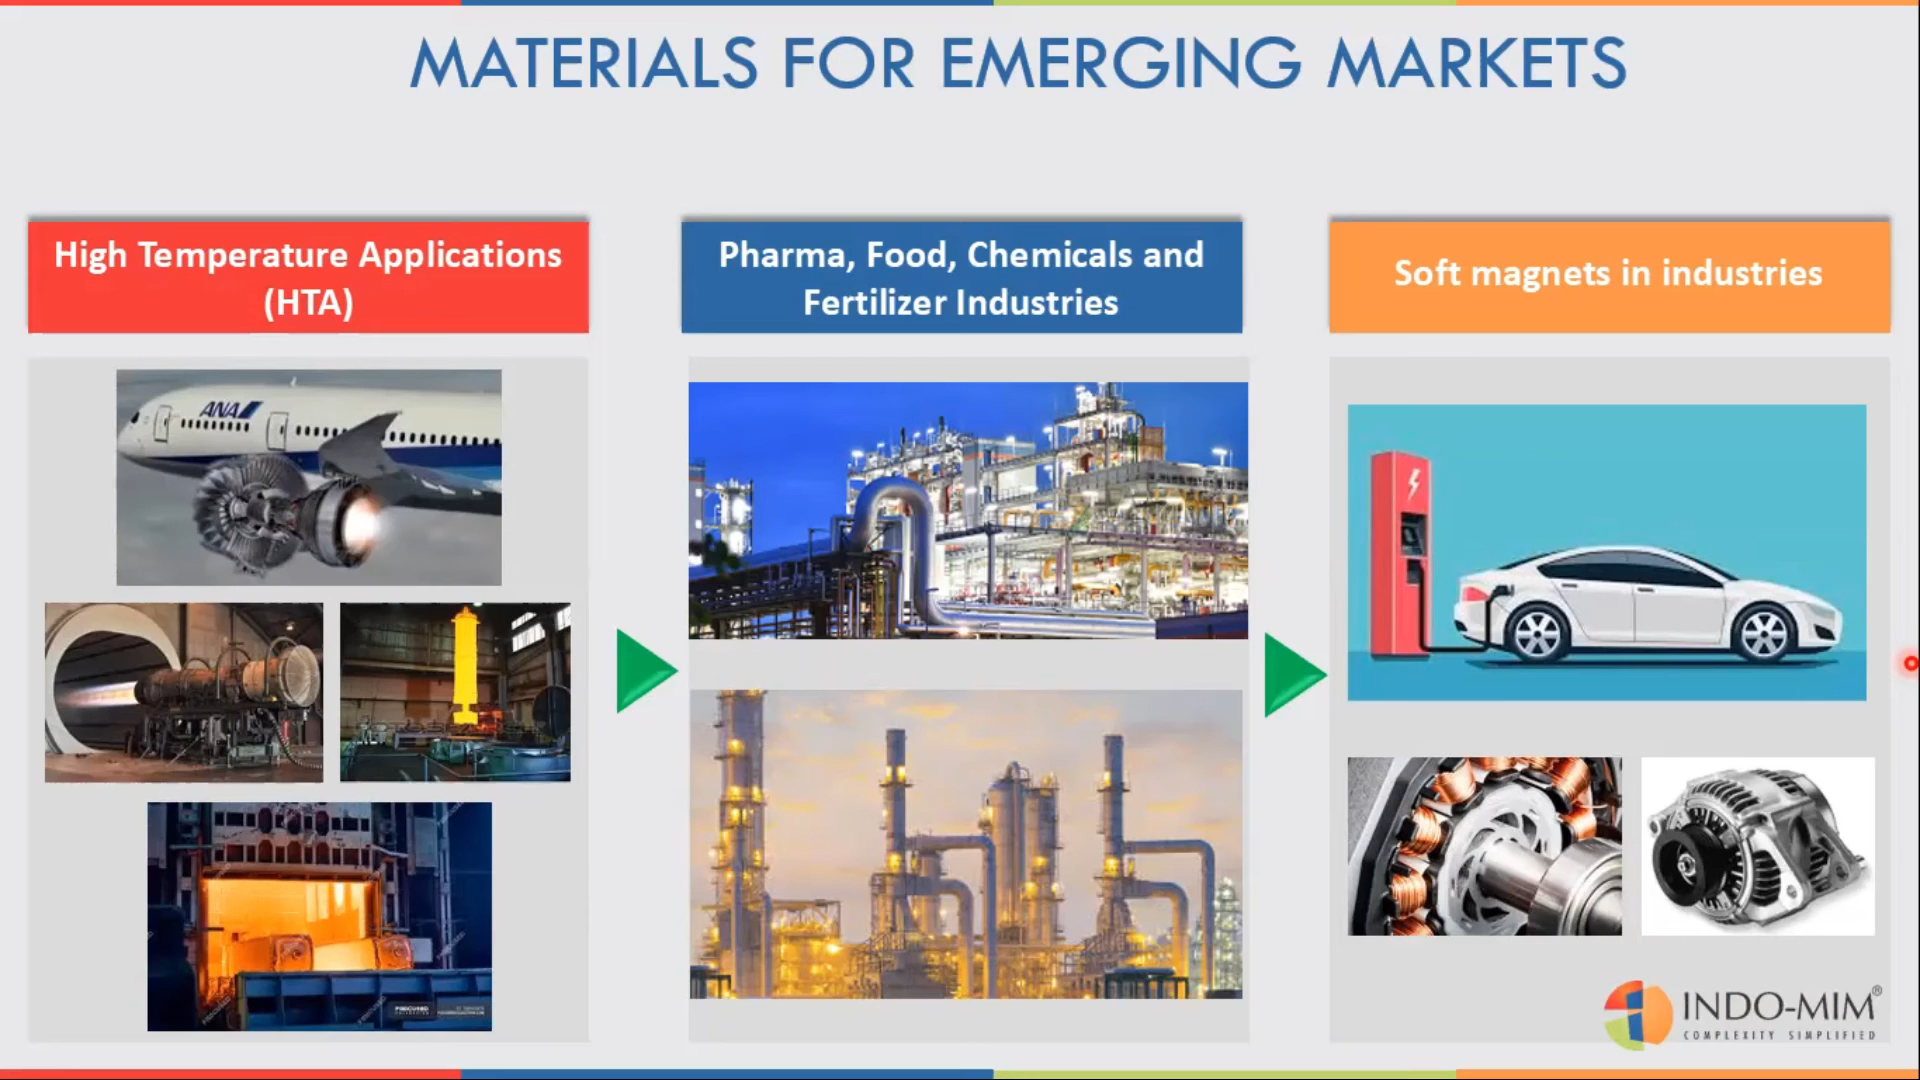 MATERIALS FOR EMERGING MARKETS
High Temperature Applications
(HTA)
Pharma, Food, Chemicals and
Fertilizer Industries
Soft magnets in industries
ANA
INDO-MIM®
COMPLEXITY SIMPLIFIED